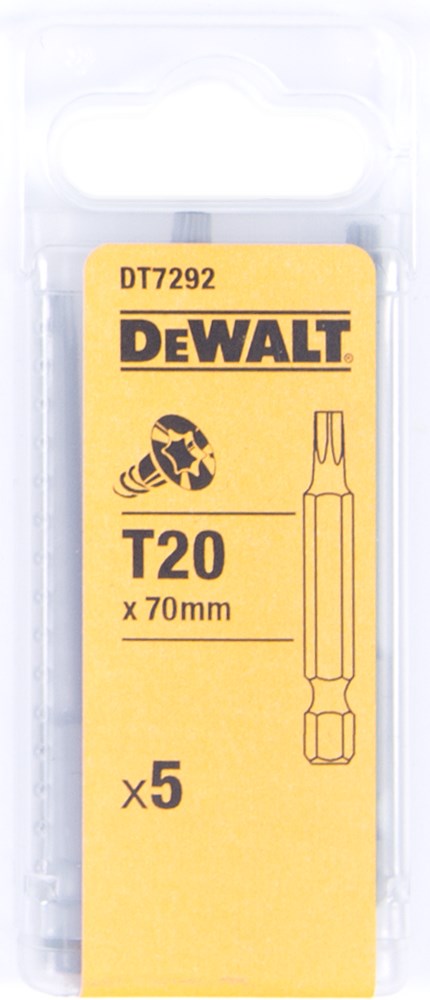 DT7292
DEWALT®
T20
x 70mm
x5